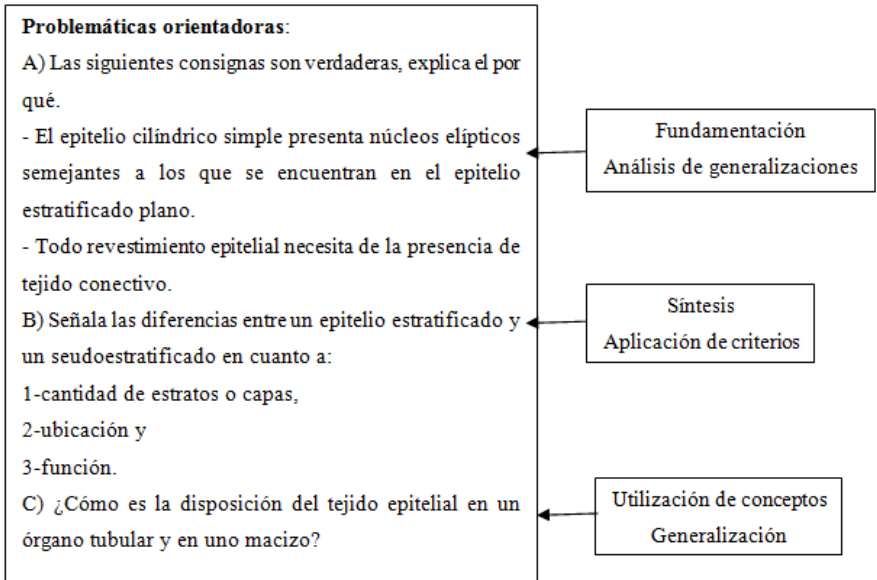 Problemáticas orientadoras:
A) Las siguientes consignas son verdaderas, explica el por
qué.
- El epitelio cilíndrico simple presenta núcleos elípticos
semejantes a los que se encuentran en el epitelio
estratificado plano.
- Todo revestimiento epitelial necesita de la presencia de
tejido conectivo.
B) Señala las diferencias entre un epitelio estratificado y
un seudoestratificado en cuanto a:
1-cantidad de estratos o capas,
2-ubicación y
3-función.
C) ¿Cómo es la disposición del tejido epitelial en un
órgano tubular y en uno macizo?
Fundamentación
Análisis de generalizaciones
Síntesis
Aplicación de criterios
Utilización de conceptos
Generalización